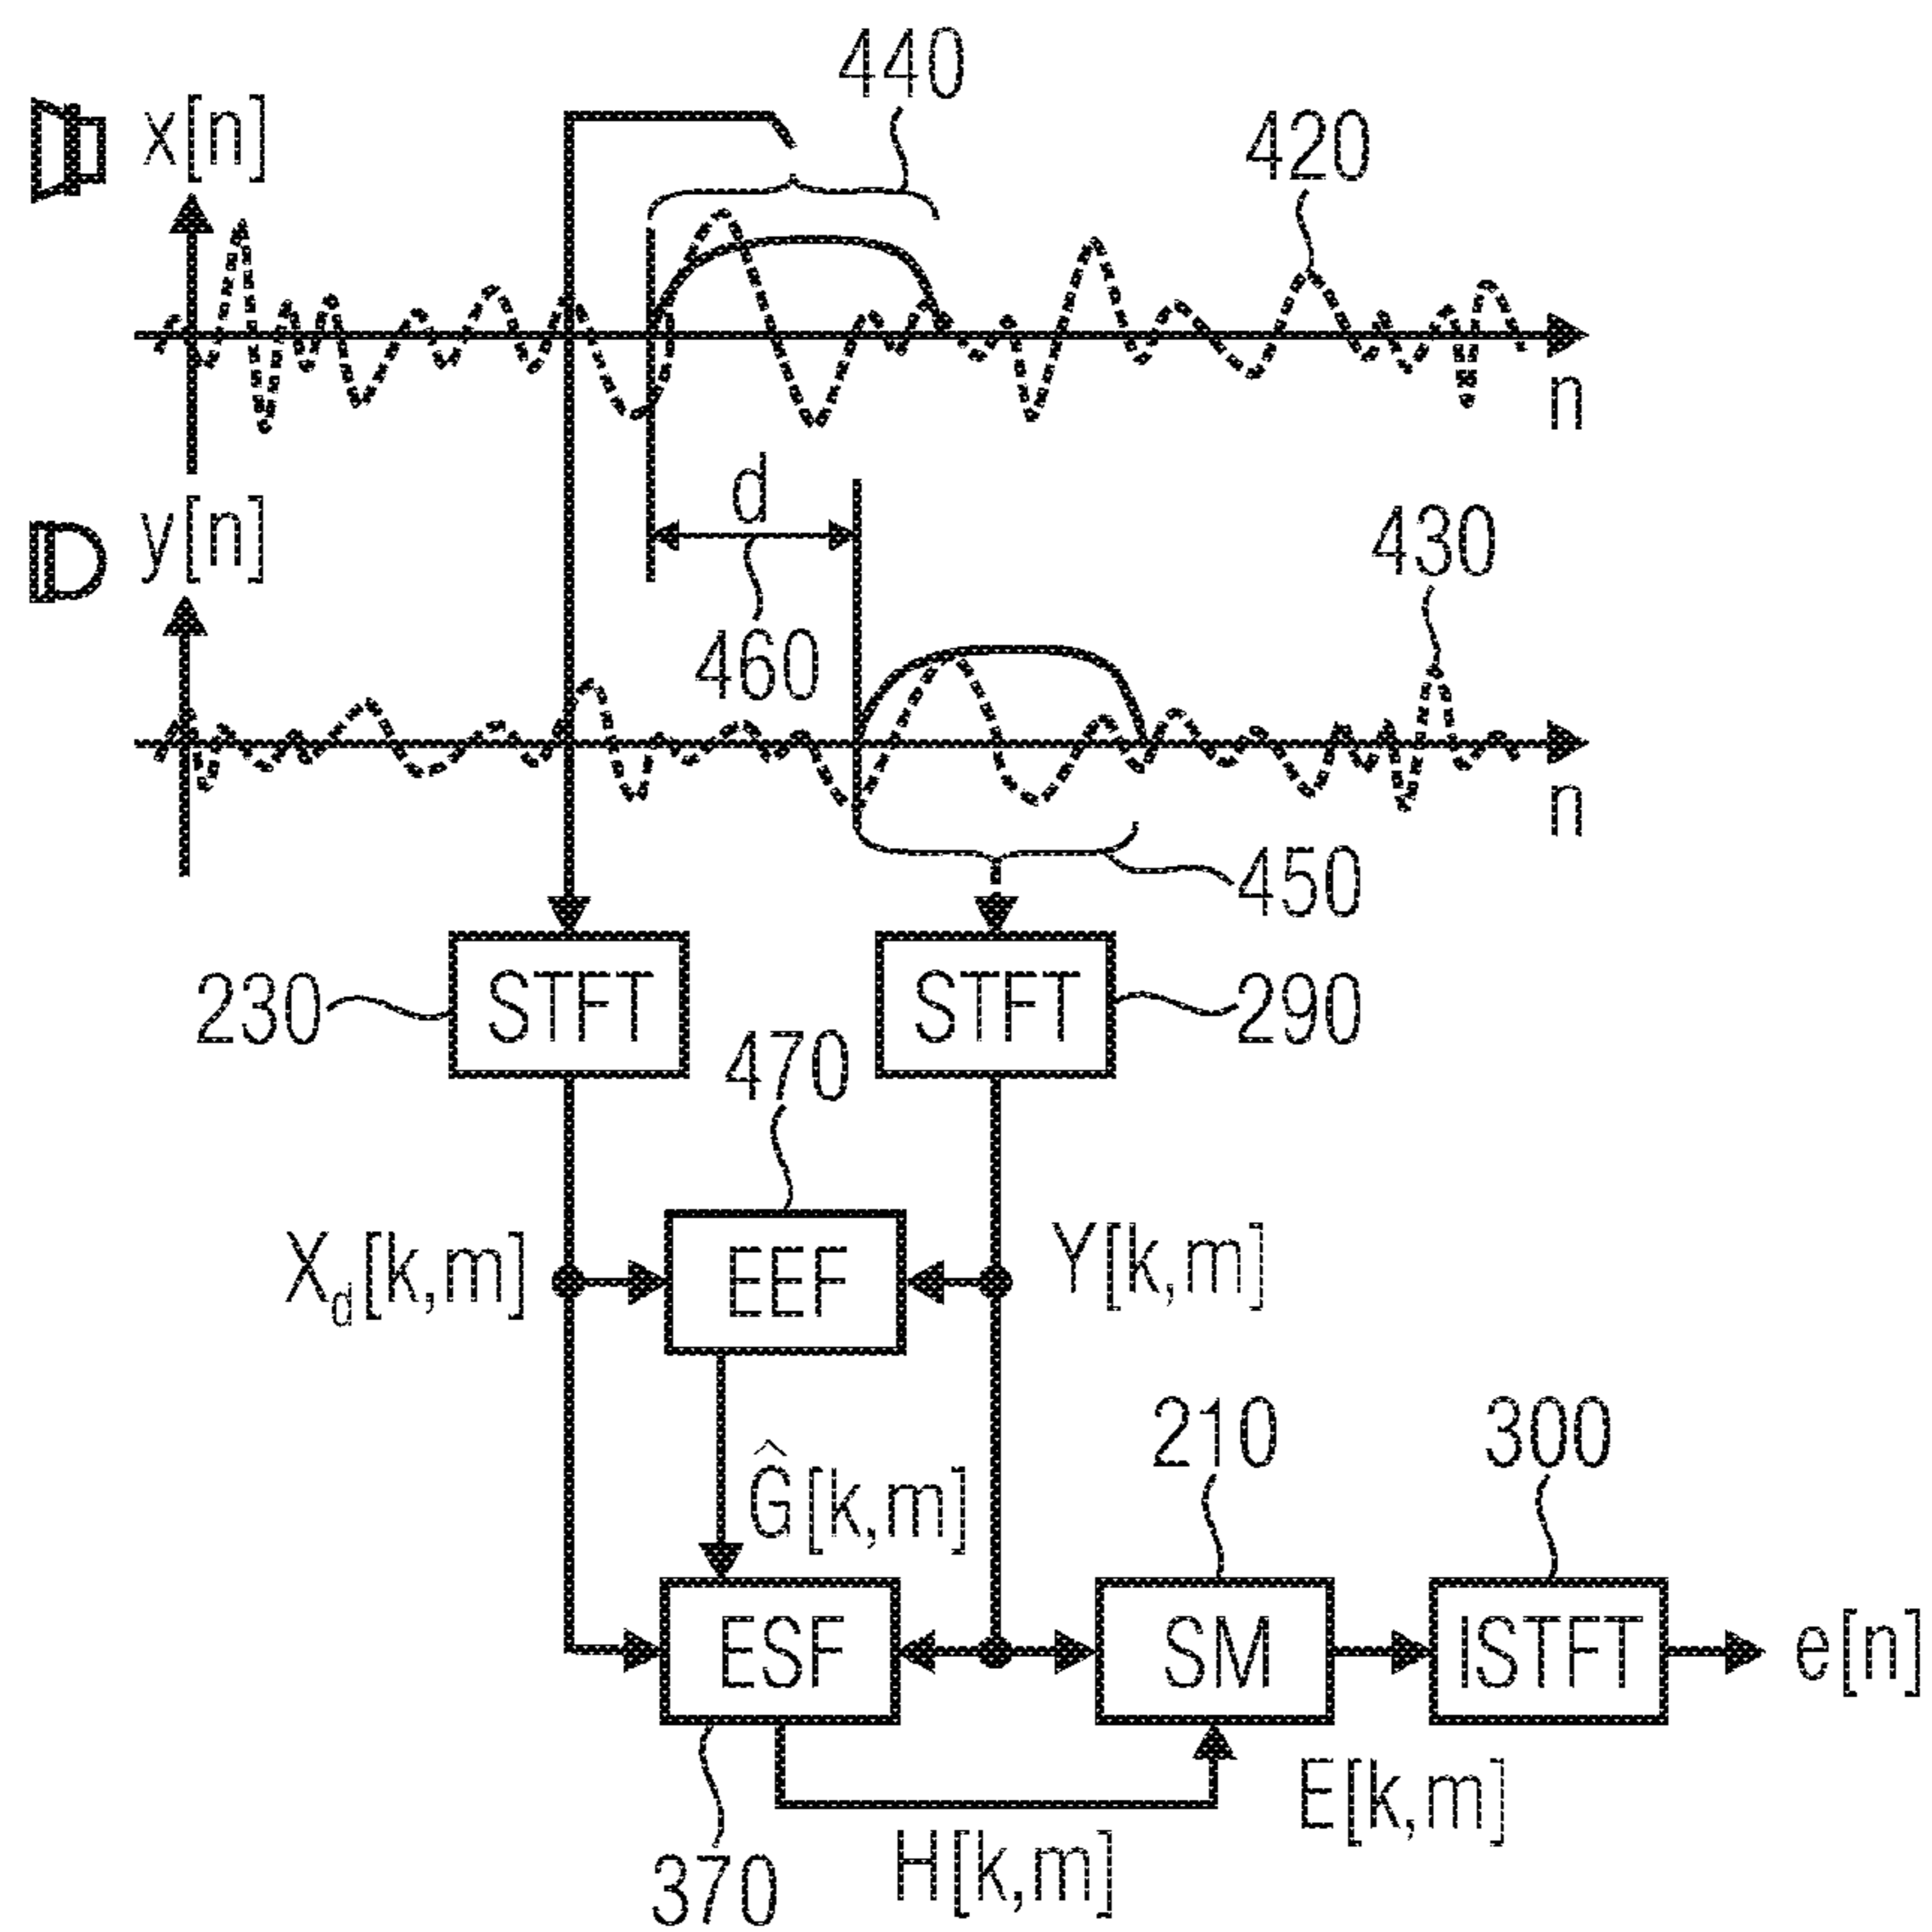 440
x[n]
420
n
d
y[n]
430
460
n
450
230
STFT
STFT
290
470
X_d[k,m]
EEF
Y[k,m]
210
300
Ĝ[k,m]
ESF
SM
ISTFT
e[n]
E[k,m]
H[k,m]
370